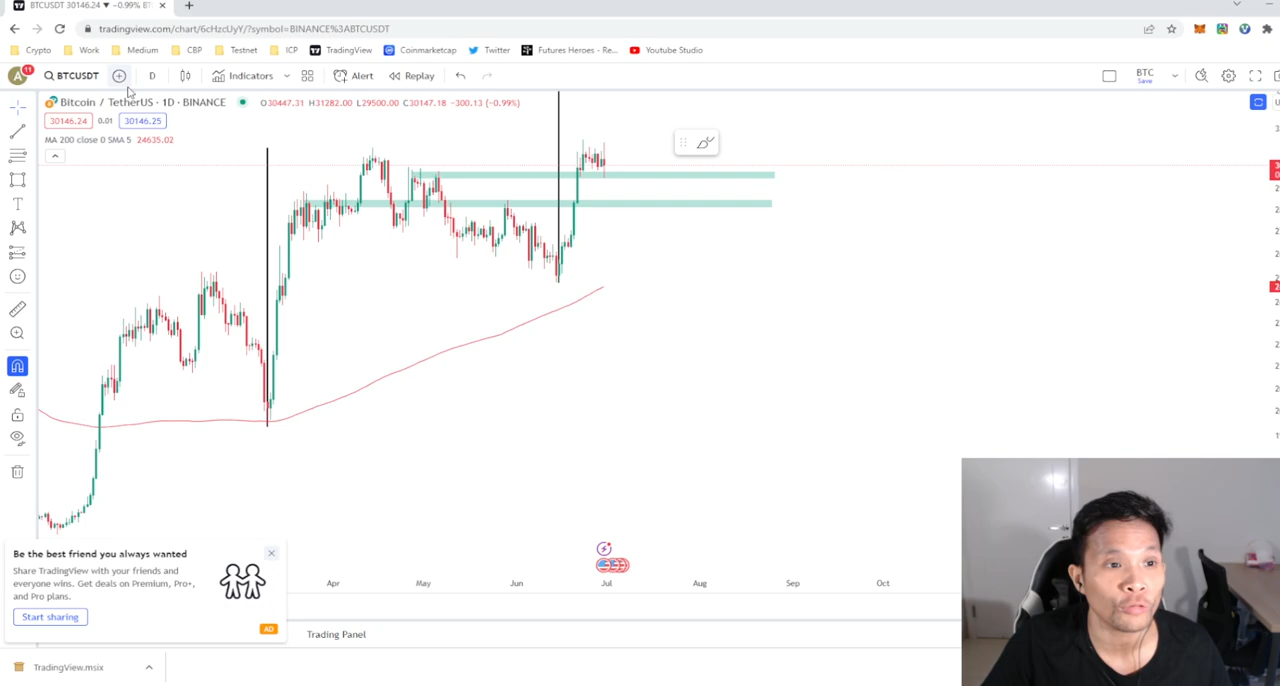 BTCUSDT 30146.24 ▼ −0.99%
tradingview.com/chart/6cHzcUyY/?symbol=BINANCE%3ABTCUSDT
Crypto Work Medium CBP Testnet ICP TradingView Coinmarketcap Twitter Futures Heroes - Re... Youtube Studio
A 11 BTCUSDT D Indicators Alert Replay BTC
Save
Bitcoin / TetherUS · 1D · BINANCE O30447.31 H31282.00 L29500.00 C30147.18 −300.13 (−0.99%)
30146.24 0.01 30146.25
MA 200 close 0 SMA 5 24635.02
Be the best friend you always wanted
Share TradingView with your friends and
everyone wins. Get deals on Premium, Pro+,
and Pro plans.
Start sharing
AD
Apr May Jun Jul Aug Sep Oct
Trading Panel
TradingView.msix